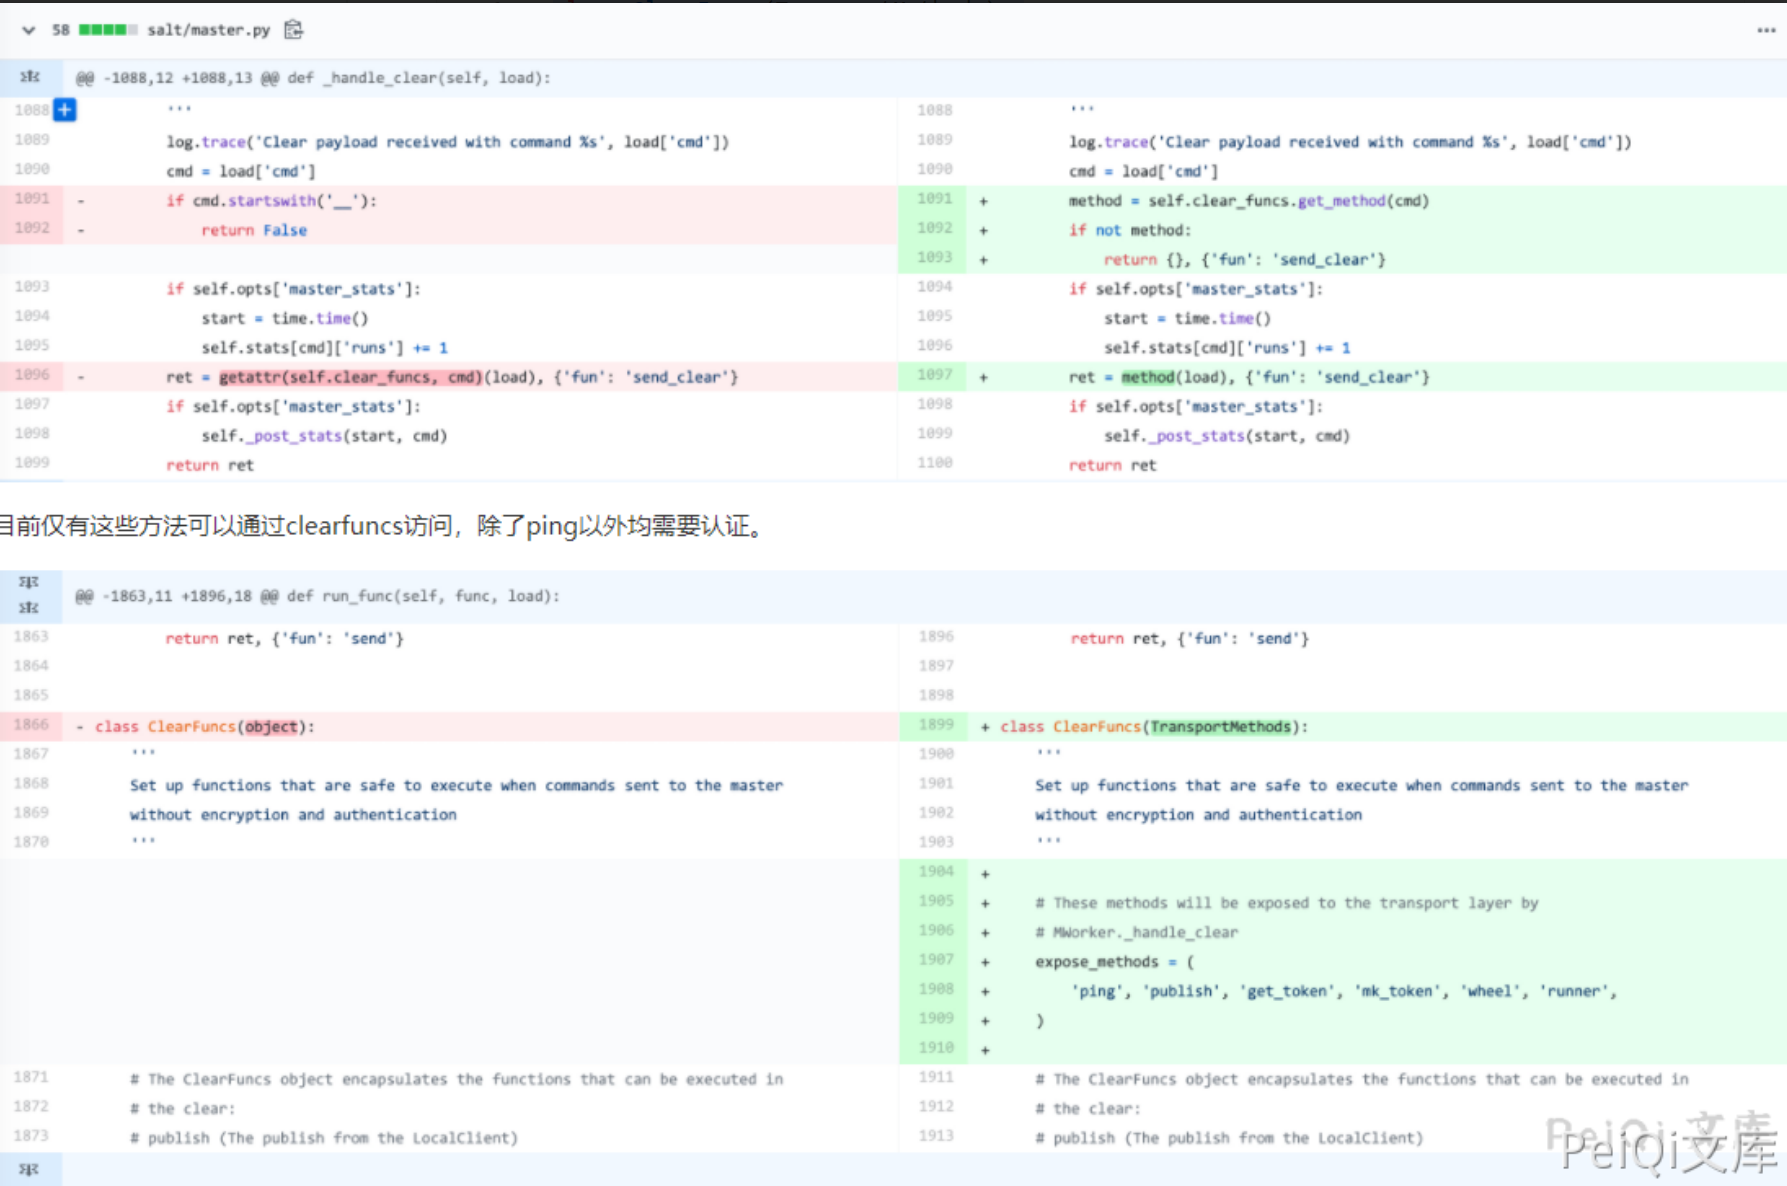 58 salt/master.py
@@ -1088,12 +1088,13 @@ def _handle_clear(self, load):
1088 '''
1089 log.trace('Clear payload received with command %s', load['cmd'])
1090 cmd = load['cmd']
1091 - if cmd.startswith('__'):
1092 - return False
1093 if self.opts['master_stats']:
1094 start = time.time()
1095 self.stats[cmd]['runs'] += 1
1096 - ret = getattr(self.clear_funcs, cmd)(load), {'fun': 'send_clear'}
1097 if self.opts['master_stats']:
1098 self._post_stats(start, cmd)
1099 return ret
1088 '''
1089 log.trace('Clear payload received with command %s', load['cmd'])
1090 cmd = load['cmd']
1091 + method = self.clear_funcs.get_method(cmd)
1092 + if not method:
1093 + return {}, {'fun': 'send_clear'}
1094 if self.opts['master_stats']:
1095 start = time.time()
1096 self.stats[cmd]['runs'] += 1
1097 + ret = method(load), {'fun': 'send_clear'}
1098 if self.opts['master_stats']:
1099 self._post_stats(start, cmd)
1100 return ret
目前仅有这些方法可以通过clearfuncs访问，除了ping以外均需要认证。
@@ -1863,11 +1896,18 @@ def run_func(self, func, load):
1863 return ret, {'fun': 'send'}
1864
1865
1866 - class ClearFuncs(object):
1867 '''
1868 Set up functions that are safe to execute when commands sent to the master
1869 without encryption and authentication
1870 '''
1871 # The ClearFuncs object encapsulates the functions that can be executed in
1872 # the clear:
1873 # publish (The publish from the LocalClient)
1896 return ret, {'fun': 'send'}
1897
1898
1899 + class ClearFuncs(TransportMethods):
1900 '''
1901 Set up functions that are safe to execute when commands sent to the master
1902 without encryption and authentication
1903 '''
1904 +
1905 + # These methods will be exposed to the transport layer by
1906 + # MWorker._handle_clear
1907 + expose_methods = (
1908 + 'ping', 'publish', 'get_token', 'mk_token', 'wheel', 'runner',
1909 + )
1910 +
1911 # The ClearFuncs object encapsulates the functions that can be executed in
1912 # the clear:
1913 # publish (The publish from the LocalClient)
PeiQi文库
PeiQi文库